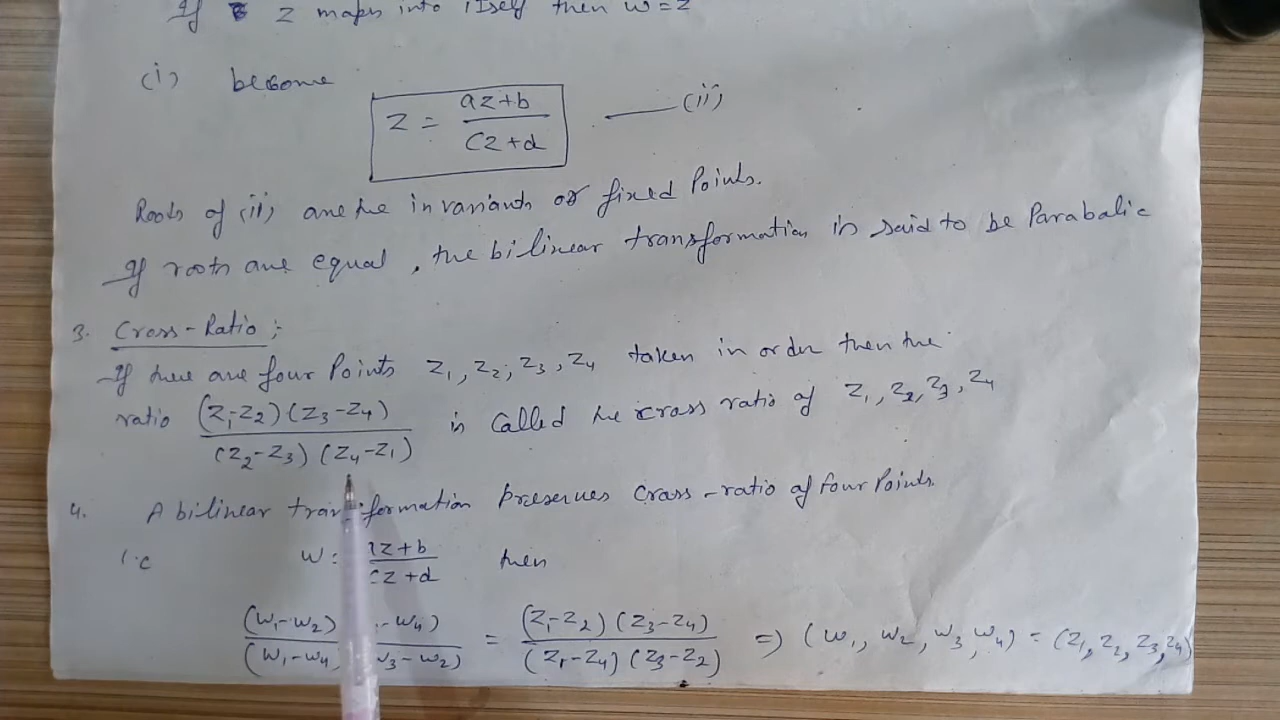 If z maps into itself then w=z
(i) become
z = az+b / cz+d —— (ii)
Roots of (ii) are the invariants or fixed Points.
If roots are equal, the bilinear transformation is said to be Parabalic
3. Cross-Ratio :-
If there are four Points z₁, z₂, z₃, z₄ taken in order then the
ratio (z₁-z₂)(z₃-z₄) / (z₂-z₃)(z₄-z₁) is called the cross ratio of z₁, z₂, z₃, z₄
4. A bilinear transformation Preserves cross-ratio of four Points.
i.e w = az+b / cz+d then
(w₁-w₂) -w₄) / (w₁-w₄ w₃-w₂) = (z₁-z₂)(z₃-z₄) / (z₁-z₄)(z₃-z₂) => (w₁, w₂, w₃, w₄) = (z₁, z₂, z₃, z₄)